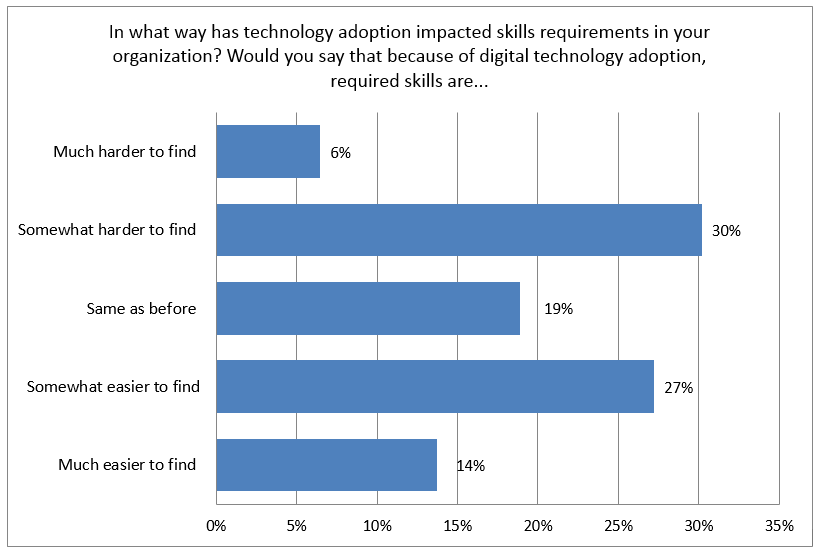 In what way has technology adoption impacted skills requirements in your
organization? Would you say that because of digital technology adoption,
required skills are...
Much harder to find
6%
Somewhat harder to find
30%
Same as before
19%
Somewhat easier to find
27%
Much easier to find
14%
0% 5% 10% 15% 20% 25% 30% 35%